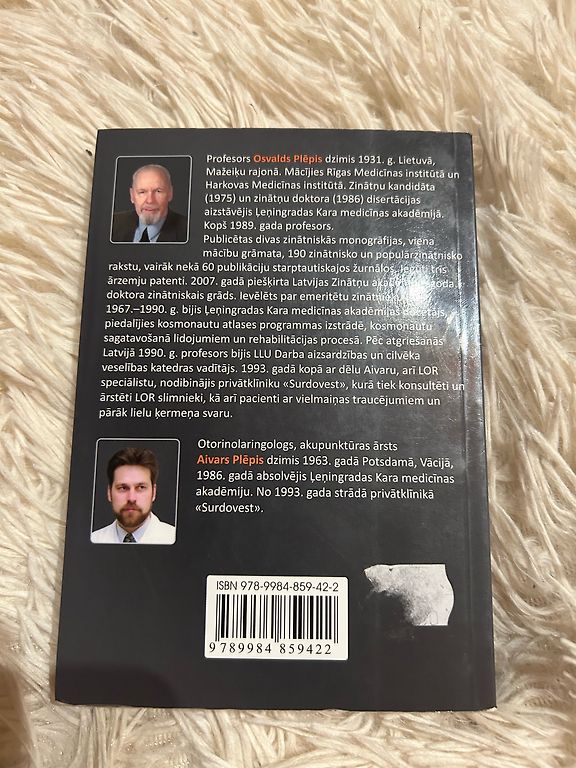 Profesors Osvalds Plēpis dzimis 1931. g. Lietuvā,
Mažeiķu rajonā. Mācījies Rīgas Medicīnas institūtā un
Harkovas Medicīnas institūtā. Zinātņu kandidāta
(1975) un zinātņu doktora (1986) disertācijas
aizstāvējis Ļeņingradas Kara medicīnas akadēmijā.
Kopš 1989. gada profesors.
Publicētas divas zinātniskās monogrāfijas, viena
mācību grāmata, 190 zinātnisko un populārzinātnisko
rakstu, vairāk nekā 60 publikāciju starptautiskajos žurnālos. Iegūti trīs
ārzemju patenti. 2007. gadā piešķirta Latvijas Zinātņu goda
doktora zinātniskais grāds. Ievēlēts par emeritētu
1967.–1990. g. bijis Ļeņingradas Kara medicīnas akadēmijas docētājs,
piedalījies kosmonautu atlases programmas izstrādē, kosmonautu
sagatavošanā lidojumiem un rehabilitācijas procesā. Pēc atgriešanās
Latvijā 1990. g. profesors bijis LLU Darba aizsardzības un cilvēka
veselības katedras vadītājs. 1993. gadā kopā ar dēlu Aivaru, arī LOR
speciālistu, nodibinājis privātklīniku «Surdovest», kurā tiek konsultēti un
ārstēti LOR slimnieki, kā arī pacienti ar vielmaiņas traucējumiem un
pārāk lielu ķermeņa svaru.
Otorinolaringologs, akupunktūras ārsts
Aivars Plēpis dzimis 1963. gadā Potsdamā, Vācijā,
1986. gadā absolvējis Ļeņingradas Kara medicīnas
akadēmiju. No 1993. gada strādā privātklīnikā
«Surdovest».
ISBN 978-9984-859-42-2
9 789984 859422